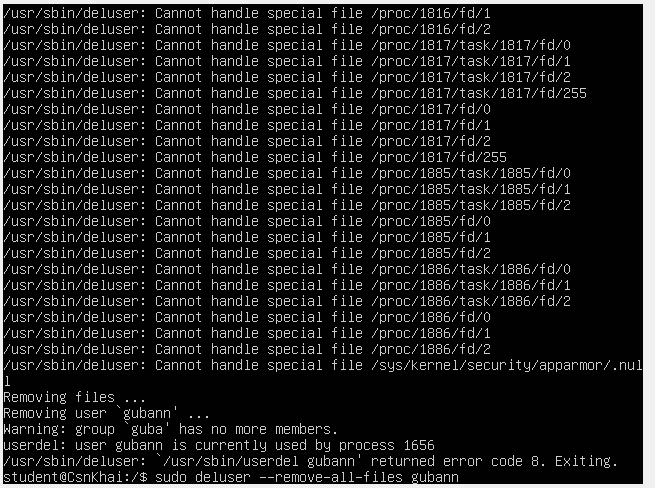 /usr/sbin/deluser: Cannot handle special file /proc/1816/fd/1
/usr/sbin/deluser: Cannot handle special file /proc/1816/fd/2
/usr/sbin/deluser: Cannot handle special file /proc/1817/task/1817/fd/0
/usr/sbin/deluser: Cannot handle special file /proc/1817/task/1817/fd/1
/usr/sbin/deluser: Cannot handle special file /proc/1817/task/1817/fd/2
/usr/sbin/deluser: Cannot handle special file /proc/1817/task/1817/fd/255
/usr/sbin/deluser: Cannot handle special file /proc/1817/fd/0
/usr/sbin/deluser: Cannot handle special file /proc/1817/fd/1
/usr/sbin/deluser: Cannot handle special file /proc/1817/fd/2
/usr/sbin/deluser: Cannot handle special file /proc/1817/fd/255
/usr/sbin/deluser: Cannot handle special file /proc/1885/task/1885/fd/0
/usr/sbin/deluser: Cannot handle special file /proc/1885/task/1885/fd/1
/usr/sbin/deluser: Cannot handle special file /proc/1885/task/1885/fd/2
/usr/sbin/deluser: Cannot handle special file /proc/1885/fd/0
/usr/sbin/deluser: Cannot handle special file /proc/1885/fd/1
/usr/sbin/deluser: Cannot handle special file /proc/1885/fd/2
/usr/sbin/deluser: Cannot handle special file /proc/1886/task/1886/fd/0
/usr/sbin/deluser: Cannot handle special file /proc/1886/task/1886/fd/1
/usr/sbin/deluser: Cannot handle special file /proc/1886/task/1886/fd/2
/usr/sbin/deluser: Cannot handle special file /proc/1886/fd/0
/usr/sbin/deluser: Cannot handle special file /proc/1886/fd/1
/usr/sbin/deluser: Cannot handle special file /proc/1886/fd/2
/usr/sbin/deluser: Cannot handle special file /sys/kernel/security/apparmor/.nul
l
Removing files ...
Removing user `gubann' ...
Warning: group `guba' has no more members.
userdel: user gubann is currently used by process 1656
/usr/sbin/deluser: `/usr/sbin/userdel gubann' returned error code 8. Exiting.
student@CsnKhai:/$ sudo deluser --remove-all-files gubann